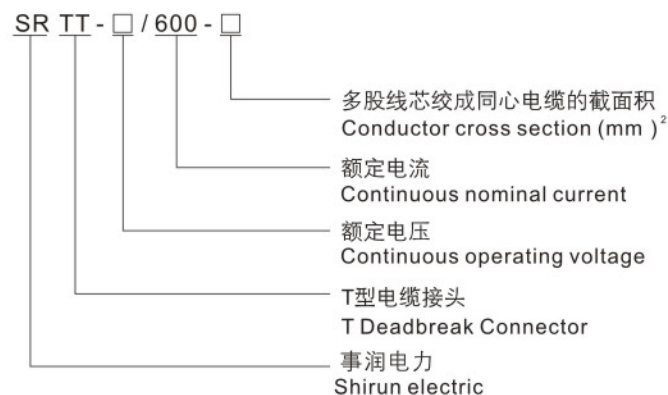 SR TT - □ / 600 - □
多股线芯绞成同心电缆的截面积
Conductor cross section (mm )²
额定电流
Continuous nominal current
额定电压
Continuous operating voltage
T型电缆接头
T Deadbreak Connector
事润电力
Shirun electric